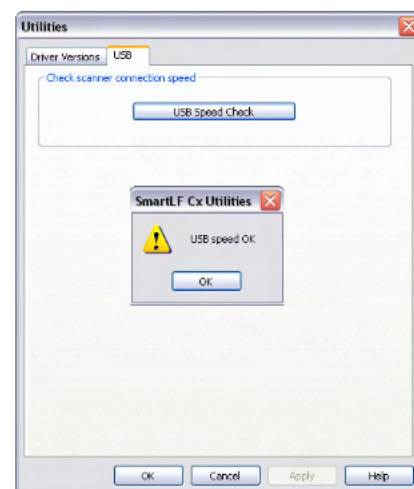 Utilities
Driver Versions USB
Check scanner connection speed
USB Speed Check
SmartLF Cx Utilities
USB speed OK
OK
OK Cancel Apply Help